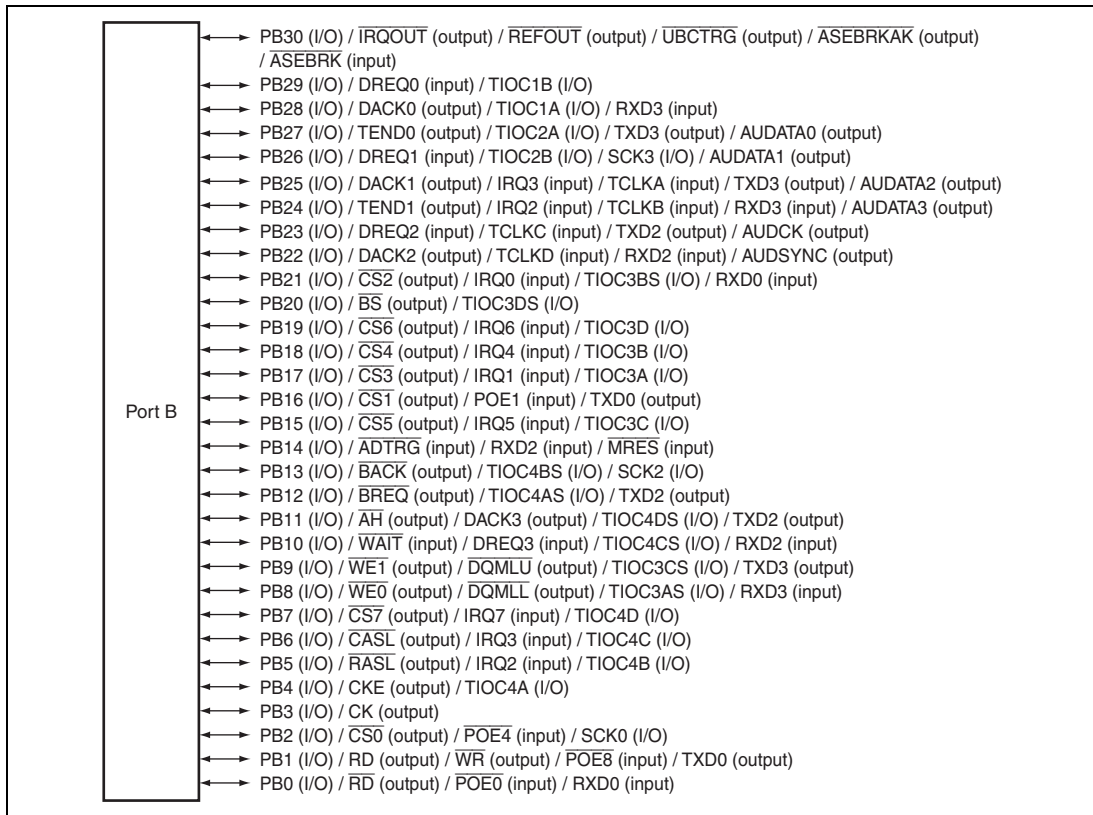 PB30 (I/O) / IRQOUT (output) / REFOUT (output) / UBCTRG (output) / ASEBRKAK (output)
/ ASEBRK (input)
PB29 (I/O) / DREQ0 (input) / TIOC1B (I/O)
PB28 (I/O) / DACK0 (output) / TIOC1A (I/O) / RXD3 (input)
PB27 (I/O) / TEND0 (output) / TIOC2A (I/O) / TXD3 (output) / AUDATA0 (output)
PB26 (I/O) / DREQ1 (input) / TIOC2B (I/O) / SCK3 (I/O) / AUDATA1 (output)
PB25 (I/O) / DACK1 (output) / IRQ3 (input) / TCLKA (input) / TXD3 (output) / AUDATA2 (output)
PB24 (I/O) / TEND1 (output) / IRQ2 (input) / TCLKB (input) / RXD3 (input) / AUDATA3 (output)
PB23 (I/O) / DREQ2 (input) / TCLKC (input) / TXD2 (output) / AUDCK (output)
PB22 (I/O) / DACK2 (output) / TCLKD (input) / RXD2 (input) / AUDSYNC (output)
PB21 (I/O) / CS2 (output) / IRQ0 (input) / TIOC3BS (I/O) / RXD0 (input)
PB20 (I/O) / BS (output) / TIOC3DS (I/O)
PB19 (I/O) / CS6 (output) / IRQ6 (input) / TIOC3D (I/O)
PB18 (I/O) / CS4 (output) / IRQ4 (input) / TIOC3B (I/O)
PB17 (I/O) / CS3 (output) / IRQ1 (input) / TIOC3A (I/O)
Port B
PB16 (I/O) / CS1 (output) / POE1 (input) / TXD0 (output)
PB15 (I/O) / CS5 (output) / IRQ5 (input) / TIOC3C (I/O)
PB14 (I/O) / ADTRG (input) / RXD2 (input) / MRES (input)
PB13 (I/O) / BACK (output) / TIOC4BS (I/O) / SCK2 (I/O)
PB12 (I/O) / BREQ (output) / TIOC4AS (I/O) / TXD2 (output)
PB11 (I/O) / AH (output) / DACK3 (output) / TIOC4DS (I/O) / TXD2 (output)
PB10 (I/O) / WAIT (input) / DREQ3 (input) / TIOC4CS (I/O) / RXD2 (input)
PB9 (I/O) / WE1 (output) / DQMLU (output) / TIOC3CS (I/O) / TXD3 (output)
PB8 (I/O) / WE0 (output) / DQMLL (output) / TIOC3AS (I/O) / RXD3 (input)
PB7 (I/O) / CS7 (output) / IRQ7 (input) / TIOC4D (I/O)
PB6 (I/O) / CASL (output) / IRQ3 (input) / TIOC4C (I/O)
PB5 (I/O) / RASL (output) / IRQ2 (input) / TIOC4B (I/O)
PB4 (I/O) / CKE (output) / TIOC4A (I/O)
PB3 (I/O) / CK (output)
PB2 (I/O) / CS0 (output) / POE4 (input) / SCK0 (I/O)
PB1 (I/O) / RD (output) / WR (output) / POE8 (input) / TXD0 (output)
PB0 (I/O) / RD (output) / POE0 (input) / RXD0 (input)